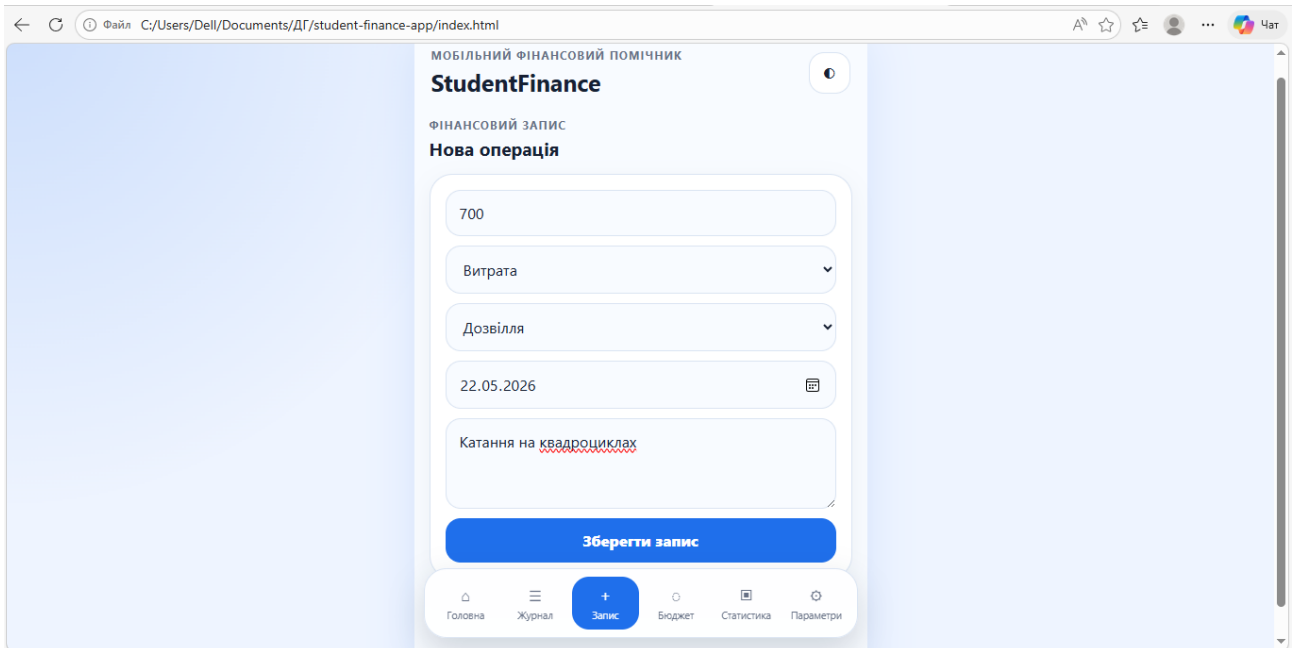 Файл C:/Users/Dell/Documents/ДГ/student-finance-app/index.html
Чат
МОБІЛЬНИЙ ФІНАНСОВИЙ ПОМІЧНИК
StudentFinance
ФІНАНСОВИЙ ЗАПИС
Нова операція
700
Витрата
Дозвілля
22.05.2026
Катання на квадроциклах
Зберегти запис
Головна Журнал Запис Бюджет Статистика Параметри